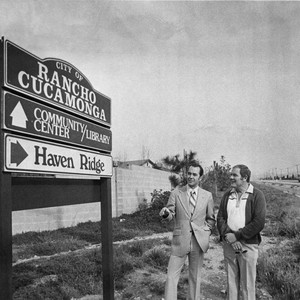 CITY OF
RANCHO
CUCAMONGA
COMMUNITY
CENTER/LIBRARY
Haven Ridge